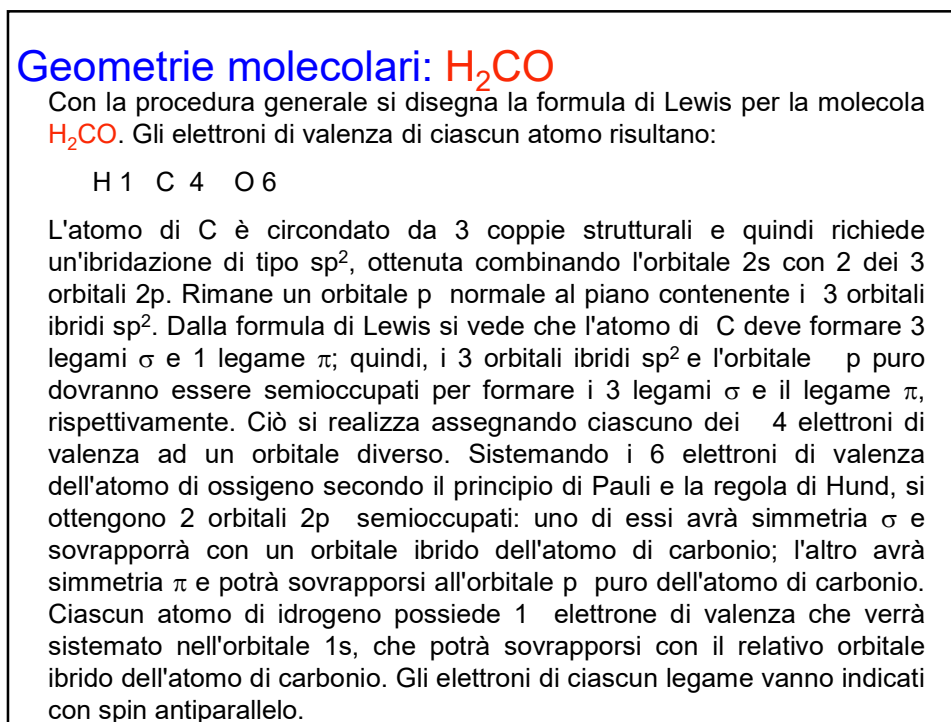 Geometrie molecolari: H₂CO
Con la procedura generale si disegna la formula di Lewis per la molecola
H₂CO. Gli elettroni di valenza di ciascun atomo risultano:
H 1 C 4 O 6
L'atomo di C è circondato da 3 coppie strutturali e quindi richiede
un'ibridazione di tipo sp², ottenuta combinando l'orbitale 2s con 2 dei 3
orbitali 2p. Rimane un orbitale p normale al piano contenente i 3 orbitali
ibridi sp². Dalla formula di Lewis si vede che l'atomo di C deve formare 3
legami σ e 1 legame π; quindi, i 3 orbitali ibridi sp² e l'orbitale p puro
dovranno essere semioccupati per formare i 3 legami σ e il legame π,
rispettivamente. Ciò si realizza assegnando ciascuno dei 4 elettroni di
valenza ad un orbitale diverso. Sistemando i 6 elettroni di valenza
dell'atomo di ossigeno secondo il principio di Pauli e la regola di Hund, si
ottengono 2 orbitali 2p semioccupati: uno di essi avrà simmetria σ e
sovrapporrà con un orbitale ibrido dell'atomo di carbonio; l'altro avrà
simmetria π e potrà sovrapporsi all'orbitale p puro dell'atomo di carbonio.
Ciascun atomo di idrogeno possiede 1 elettrone di valenza che verrà
sistemato nell'orbitale 1s, che potrà sovrapporsi con il relativo orbitale
ibrido dell'atomo di carbonio. Gli elettroni di ciascun legame vanno indicati
con spin antiparallelo.